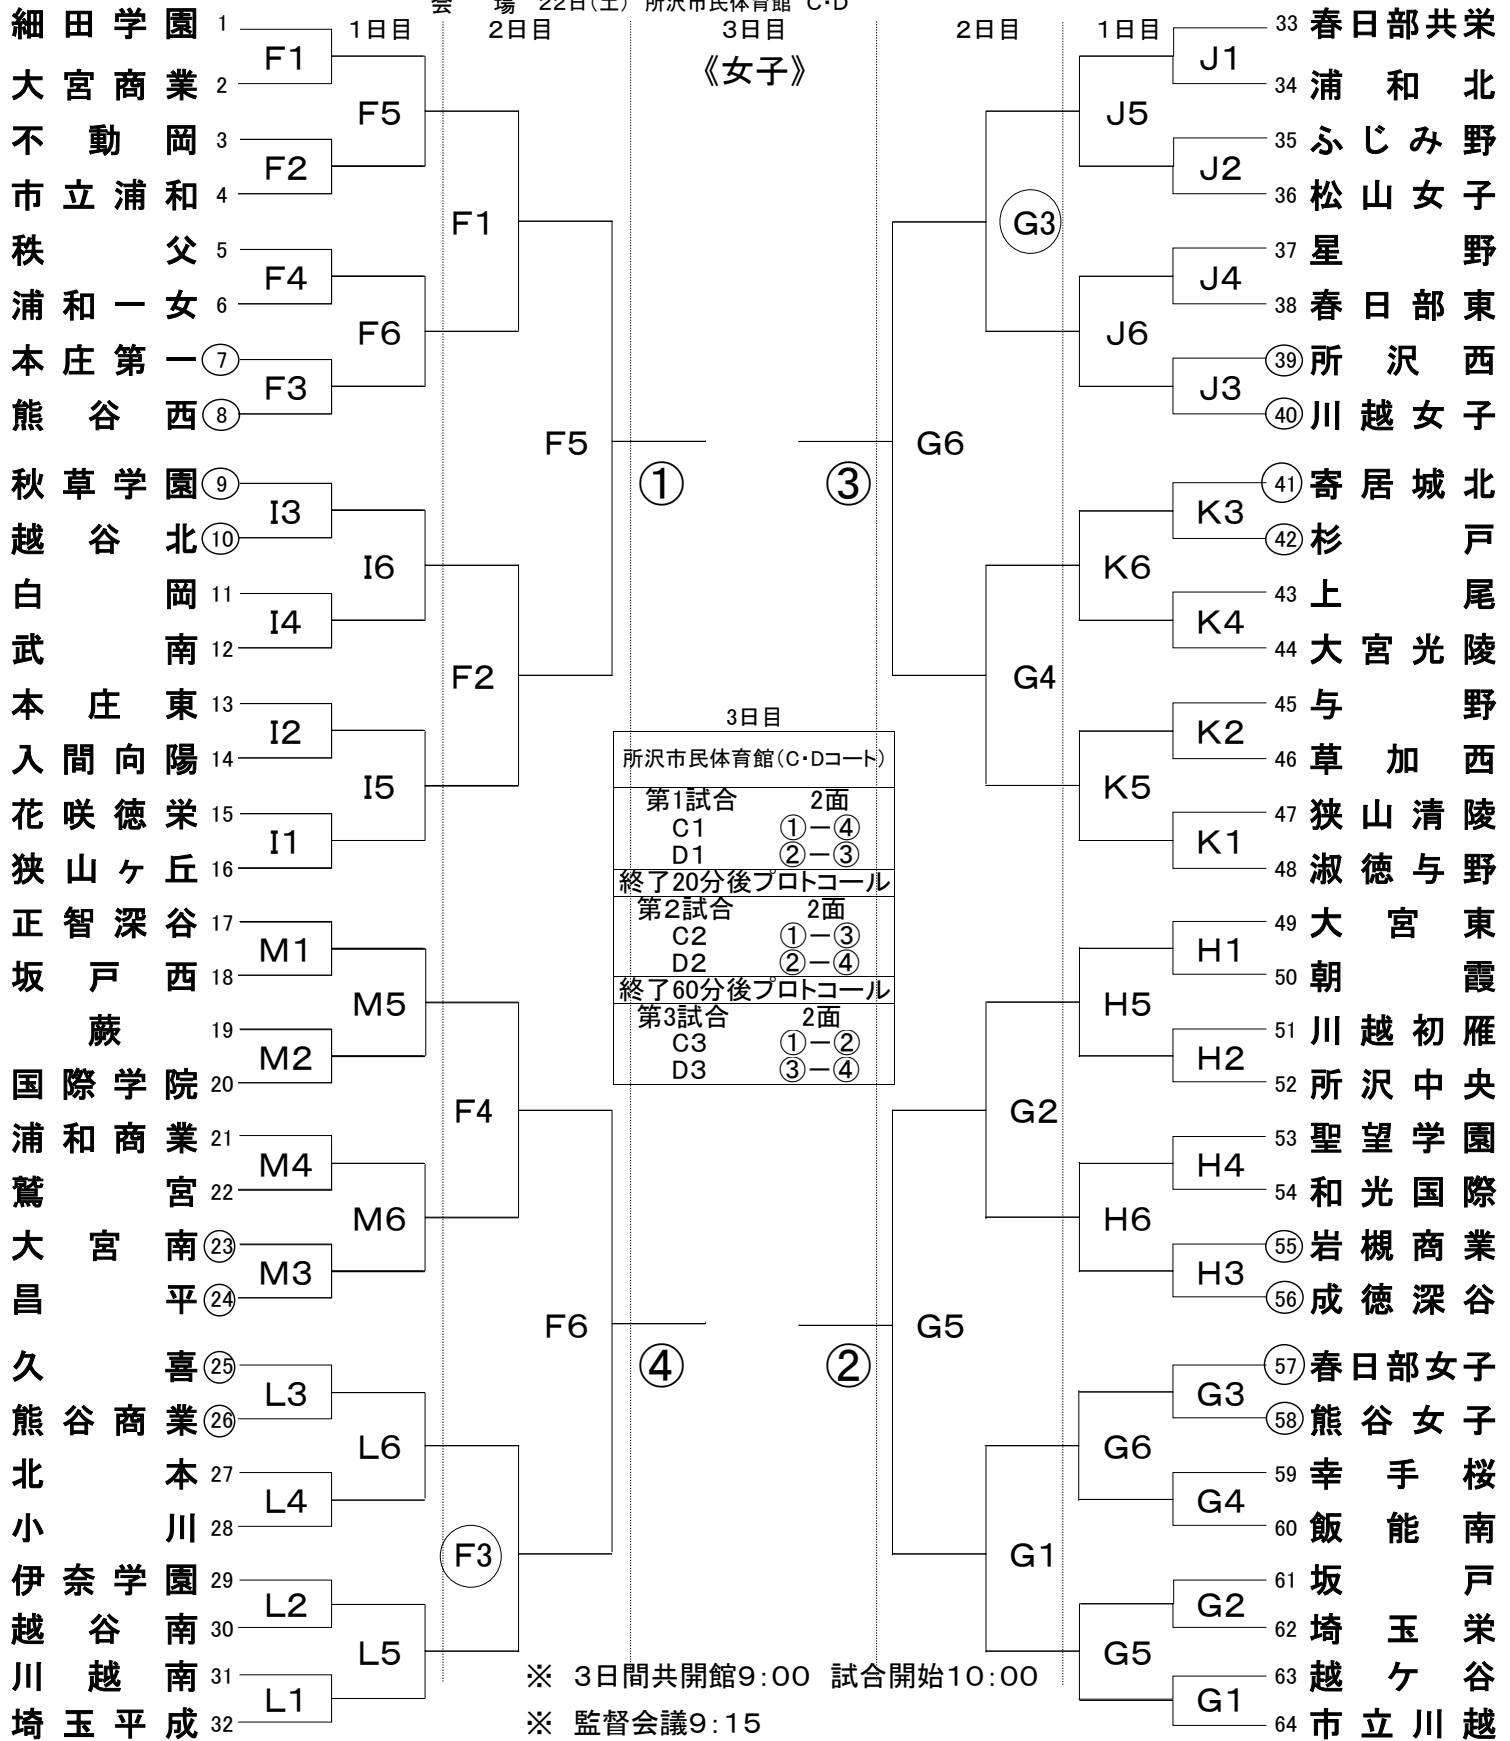 会 場 22日(土) 所沢市民体育館 C・D
1日目 2日目 3日目 2日目 1日目
《女子》
細田学園 1
大宮商業 2
不動岡 3
市立浦和 4
秩父 5
浦和一女 6
本庄第一 ⑦
熊谷西 ⑧
秋草学園 ⑨
越谷北 ⑩
白岡 11
武南 12
本庄東 13
入間向陽 14
花咲徳栄 15
狭山ヶ丘 16
正智深谷 17
坂戸西 18
蕨 19
国際学院 20
浦和商業 21
鷲宮 22
大宮南 ㉓
昌平 ㉔
久喜 ㉕
熊谷商業 ㉖
北本 27
小川 28
伊奈学園 29
越谷南 30
川越南 31
埼玉平成 32
F1
F2
F4
F3
I3
I4
I2
I1
M1
M2
M4
M3
L3
L4
L2
L1
F5
F6
I6
I5
M5
M6
L6
L5
F1
F2
F4
F3
F5
F6
① ③
④ ②
3日目
所沢市民体育館(C・Dコート)
第1試合 2面
C1 ①－④
D1 ②－③
終了20分後プロトコール
第2試合 2面
C2 ①－③
D2 ②－④
終了60分後プロトコール
第3試合 2面
C3 ①－②
D3 ③－④
G6
G5
G3
G4
G2
G1
J5
J6
K6
K5
H5
H6
G6
G5
J1
J2
J4
J3
K3
K4
K2
K1
H1
H2
H4
H3
G3
G4
G2
G1
33 春日部共栄
34 浦和北
35 ふじみ野
36 松山女子
37 星野
38 春日部東
㊴ 所沢西
㊵ 川越女子
㊶ 寄居城北
㊷ 杉戸
43 上尾
44 大宮光陵
45 与野
46 草加西
47 狭山清陵
48 淑徳与野
49 大宮東
50 朝霞
51 川越初雁
52 所沢中央
53 聖望学園
54 和光国際
55 岩槻商業
56 成徳深谷
57 春日部女子
58 熊谷女子
59 幸手桜
60 飯能南
61 坂戸
62 埼玉栄
63 越ケ谷
64 市立川越
※ 3日間共開館9:00 試合開始10:00
※ 監督会議9:15